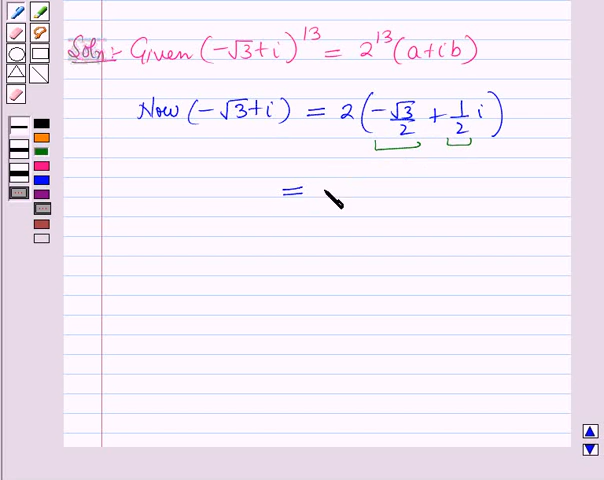 Soln:- Given (-√3+i)^13 = 2^13 (a+ib)
Now (-√3+i) = 2(-√3/2 + 1/2 i)
=